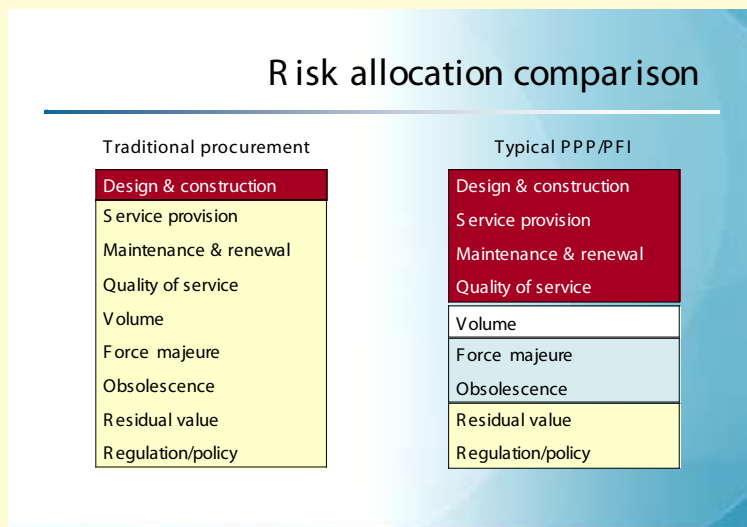 Risk allocation comparison
Traditional procurement
Design & construction
Service provision
Maintenance & renewal
Quality of service
Volume
Force majeure
Obsolescence
Residual value
Regulation/policy
Typical PPP/PFI
Design & construction
Service provision
Maintenance & renewal
Quality of service
Volume
Force majeure
Obsolescence
Residual value
Regulation/policy